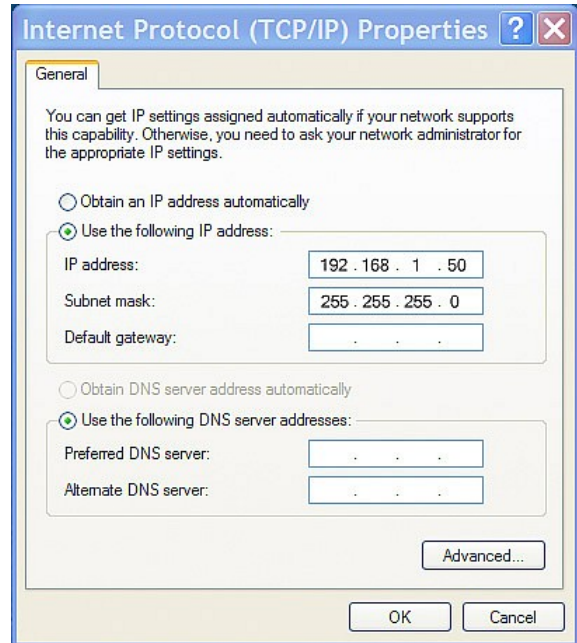 Internet Protocol (TCP/IP) Properties
General
You can get IP settings assigned automatically if your network supports
this capability. Otherwise, you need to ask your network administrator for
the appropriate IP settings.
Obtain an IP address automatically
Use the following IP address:
IP address: 192 . 168 . 1 . 50
Subnet mask: 255 . 255 . 255 . 0
Default gateway: . . .
Obtain DNS server address automatically
Use the following DNS server addresses:
Preferred DNS server: . . .
Alternate DNS server: . . .
Advanced...
OK Cancel